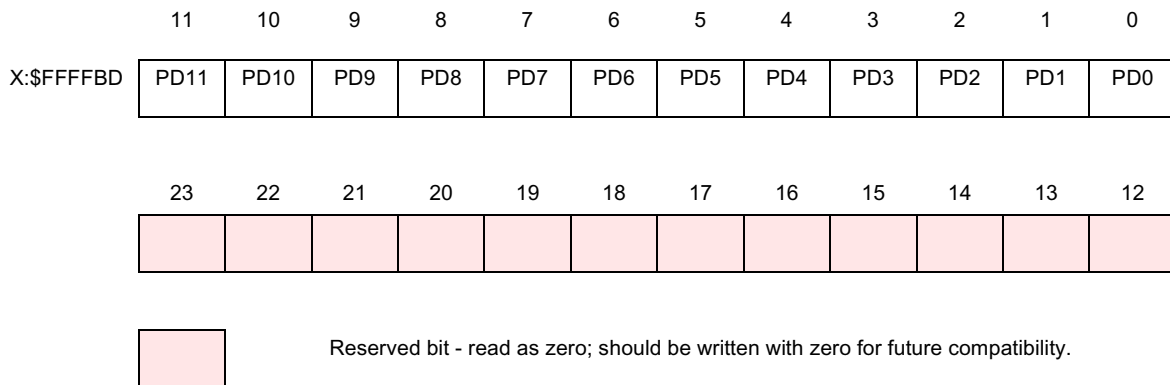 11 10 9 8 7 6 5 4 3 2 1 0
X:$FFFFBD PD11 PD10 PD9 PD8 PD7 PD6 PD5 PD4 PD3 PD2 PD1 PD0
23 22 21 20 19 18 17 16 15 14 13 12
Reserved bit - read as zero; should be written with zero for future compatibility.